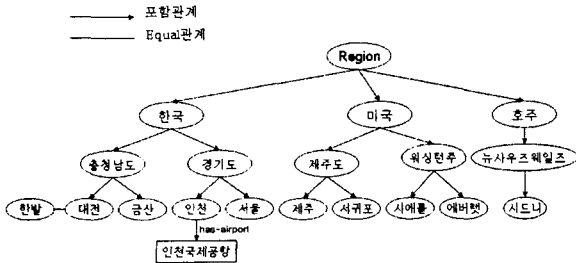 포함관계
Equal관계
Region
한국
미국
호주
충청남도
경기도
제주도
워싱턴주
뉴사우즈웨일즈
한밭
대전
금산
인천
서울
제주
서귀포
시애틀
에버랫
시드니
has-airport
인천국제공항